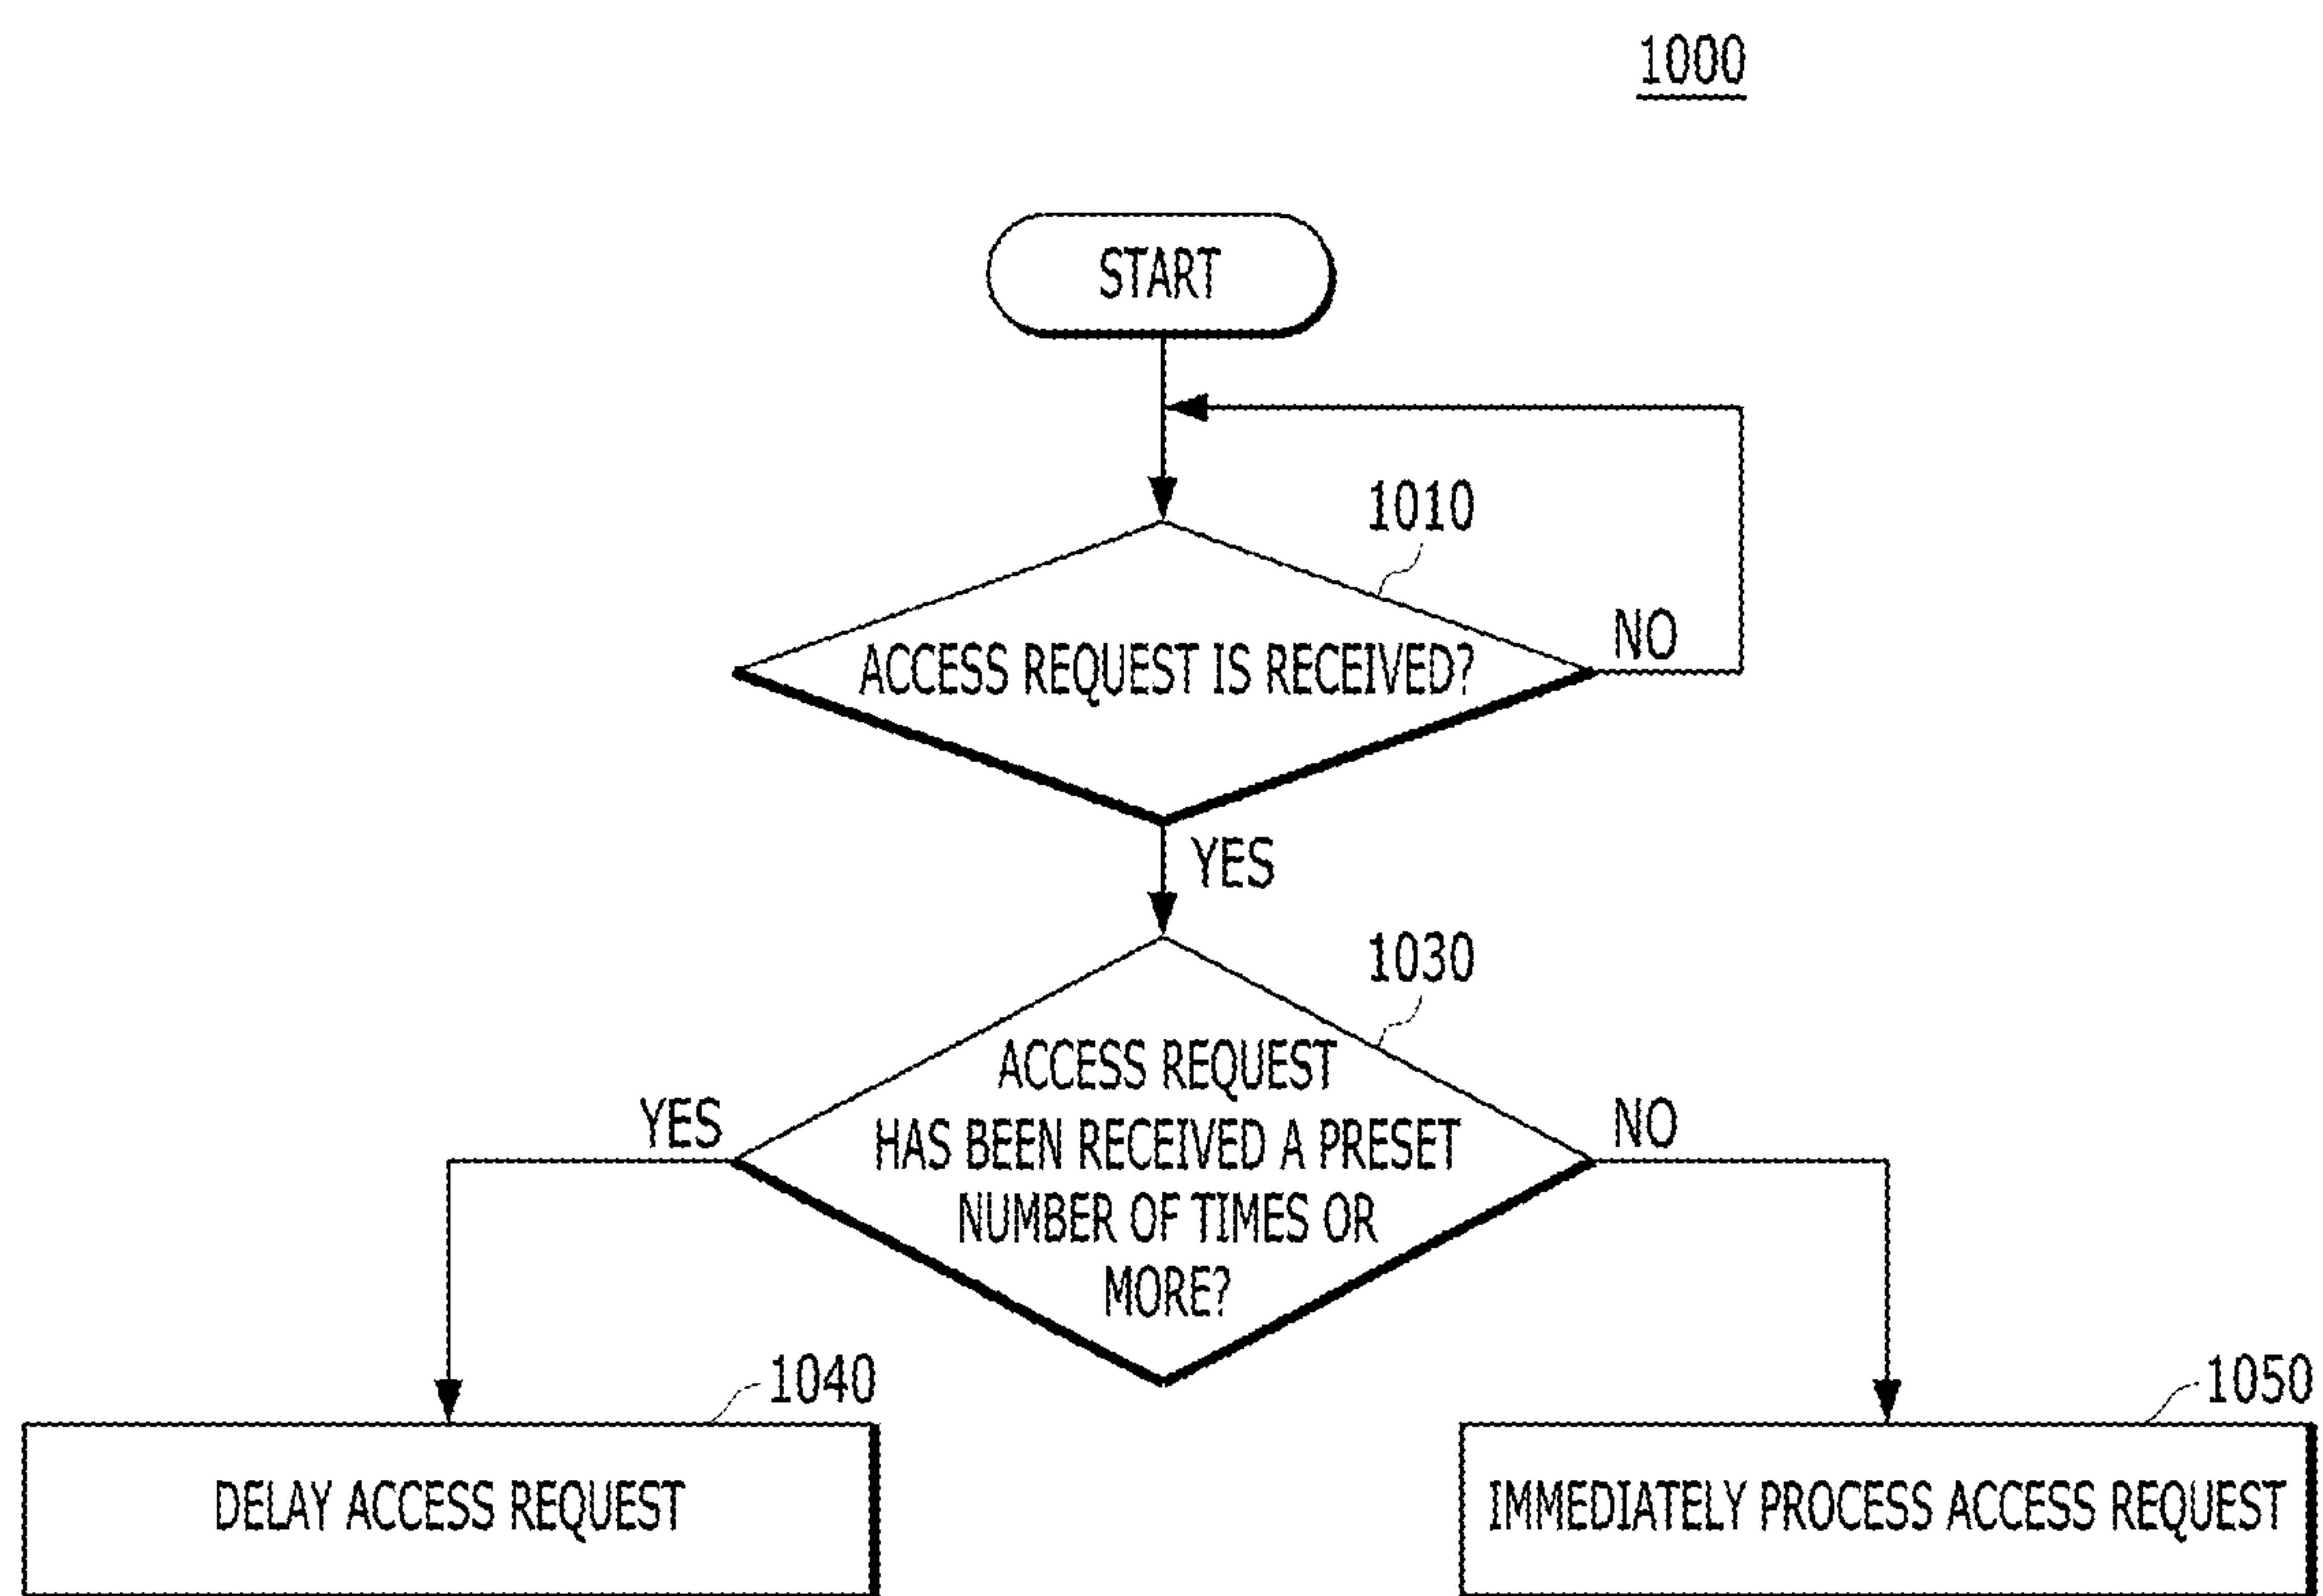 1000
START
1010
NO
ACCESS REQUEST IS RECEIVED?
YES
1030
ACCESS REQUEST
HAS BEEN RECEIVED A PRESET
NUMBER OF TIMES OR
MORE?
YES
NO
1040
DELAY ACCESS REQUEST
1050
IMMEDIATELY PROCESS ACCESS REQUEST